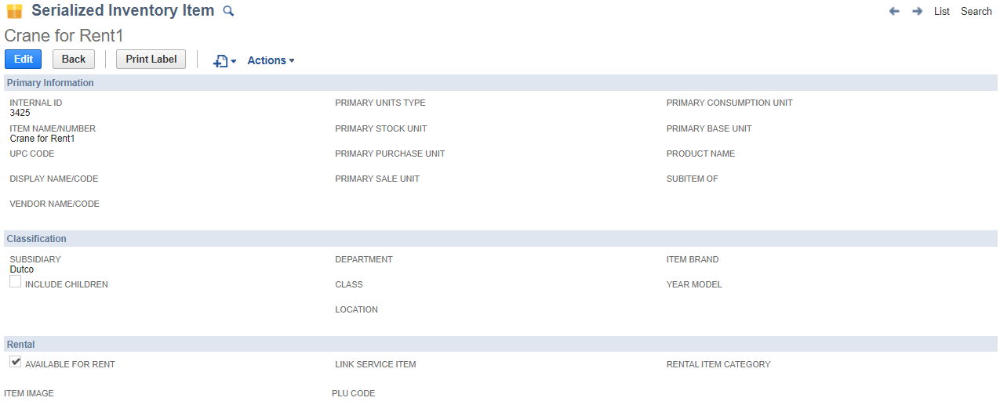 Serialized Inventory Item
List Search
Crane for Rent1
Edit Back Print Label Actions
Primary Information
INTERNAL ID PRIMARY UNITS TYPE PRIMARY CONSUMPTION UNIT
3425
ITEM NAME/NUMBER PRIMARY STOCK UNIT PRIMARY BASE UNIT
Crane for Rent1
UPC CODE PRIMARY PURCHASE UNIT PRODUCT NAME
DISPLAY NAME/CODE PRIMARY SALE UNIT SUBITEM OF
VENDOR NAME/CODE
Classification
SUBSIDIARY DEPARTMENT ITEM BRAND
Dutco
INCLUDE CHILDREN CLASS YEAR MODEL
LOCATION
Rental
AVAILABLE FOR RENT LINK SERVICE ITEM RENTAL ITEM CATEGORY
ITEM IMAGE PLU CODE